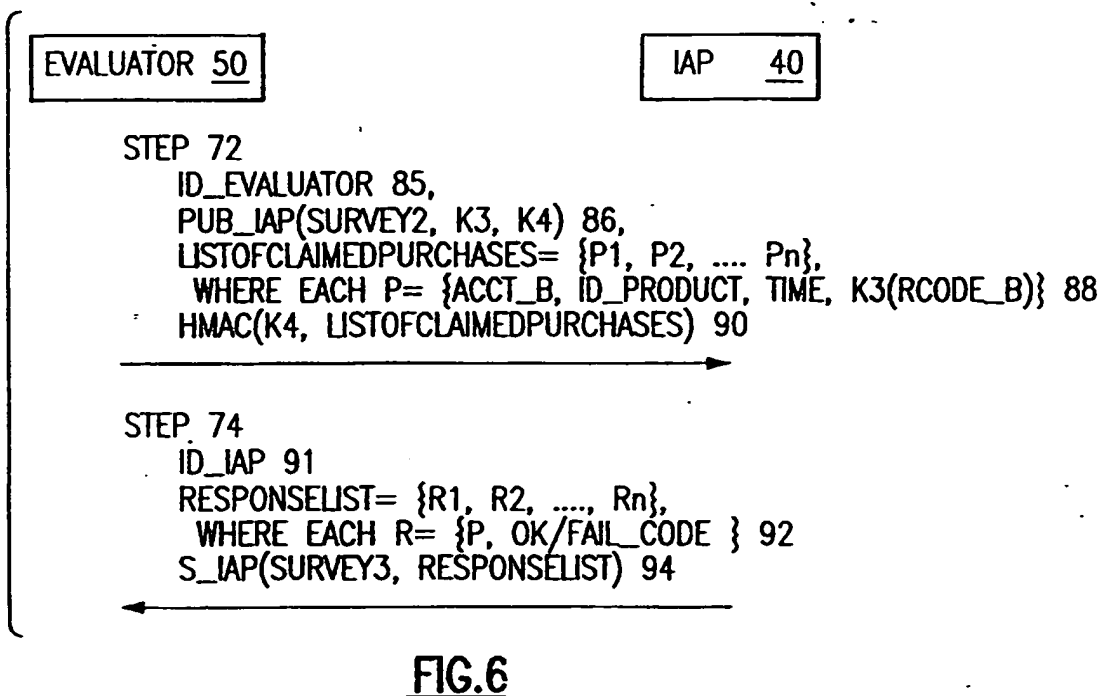 EVALUATOR 50
IAP 40
STEP 72
ID_EVALUATOR 85,
PUB_IAP(SURVEY2, K3, K4) 86,
LISTOFCLAIMEDPURCHASES= {P1, P2, .... Pn},
WHERE EACH P= {ACCT_B, ID_PRODUCT, TIME, K3(RCODE_B)} 88
HMAC(K4, LISTOFCLAIMEDPURCHASES) 90
STEP 74
ID_IAP 91
RESPONSELIST= {R1, R2, ...., Rn},
WHERE EACH R= {P, OK/FAIL_CODE } 92
S_IAP(SURVEY3, RESPONSELIST) 94
FIG.6